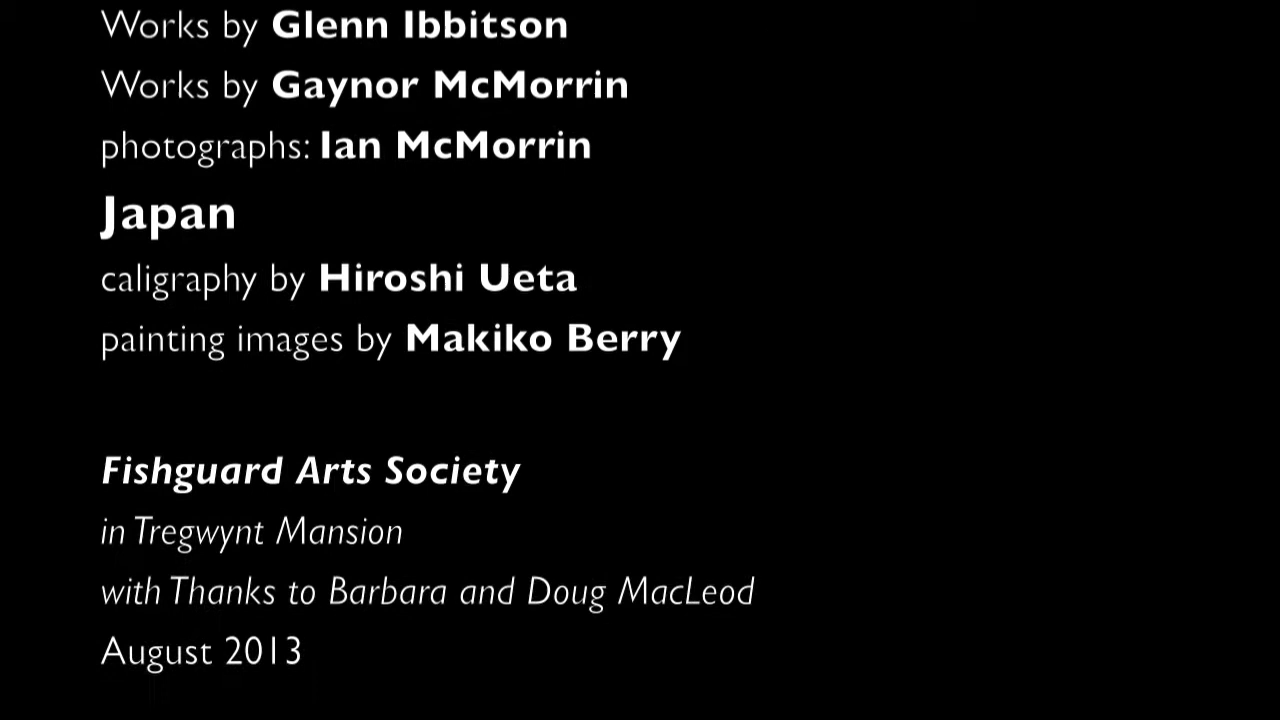 Works by Glenn Ibbitson
Works by Gaynor McMorrin
photographs: Ian McMorrin
Japan
caligraphy by Hiroshi Ueta
painting images by Makiko Berry
Fishguard Arts Society
in Tregwynt Mansion
with Thanks to Barbara and Doug MacLeod
August 2013